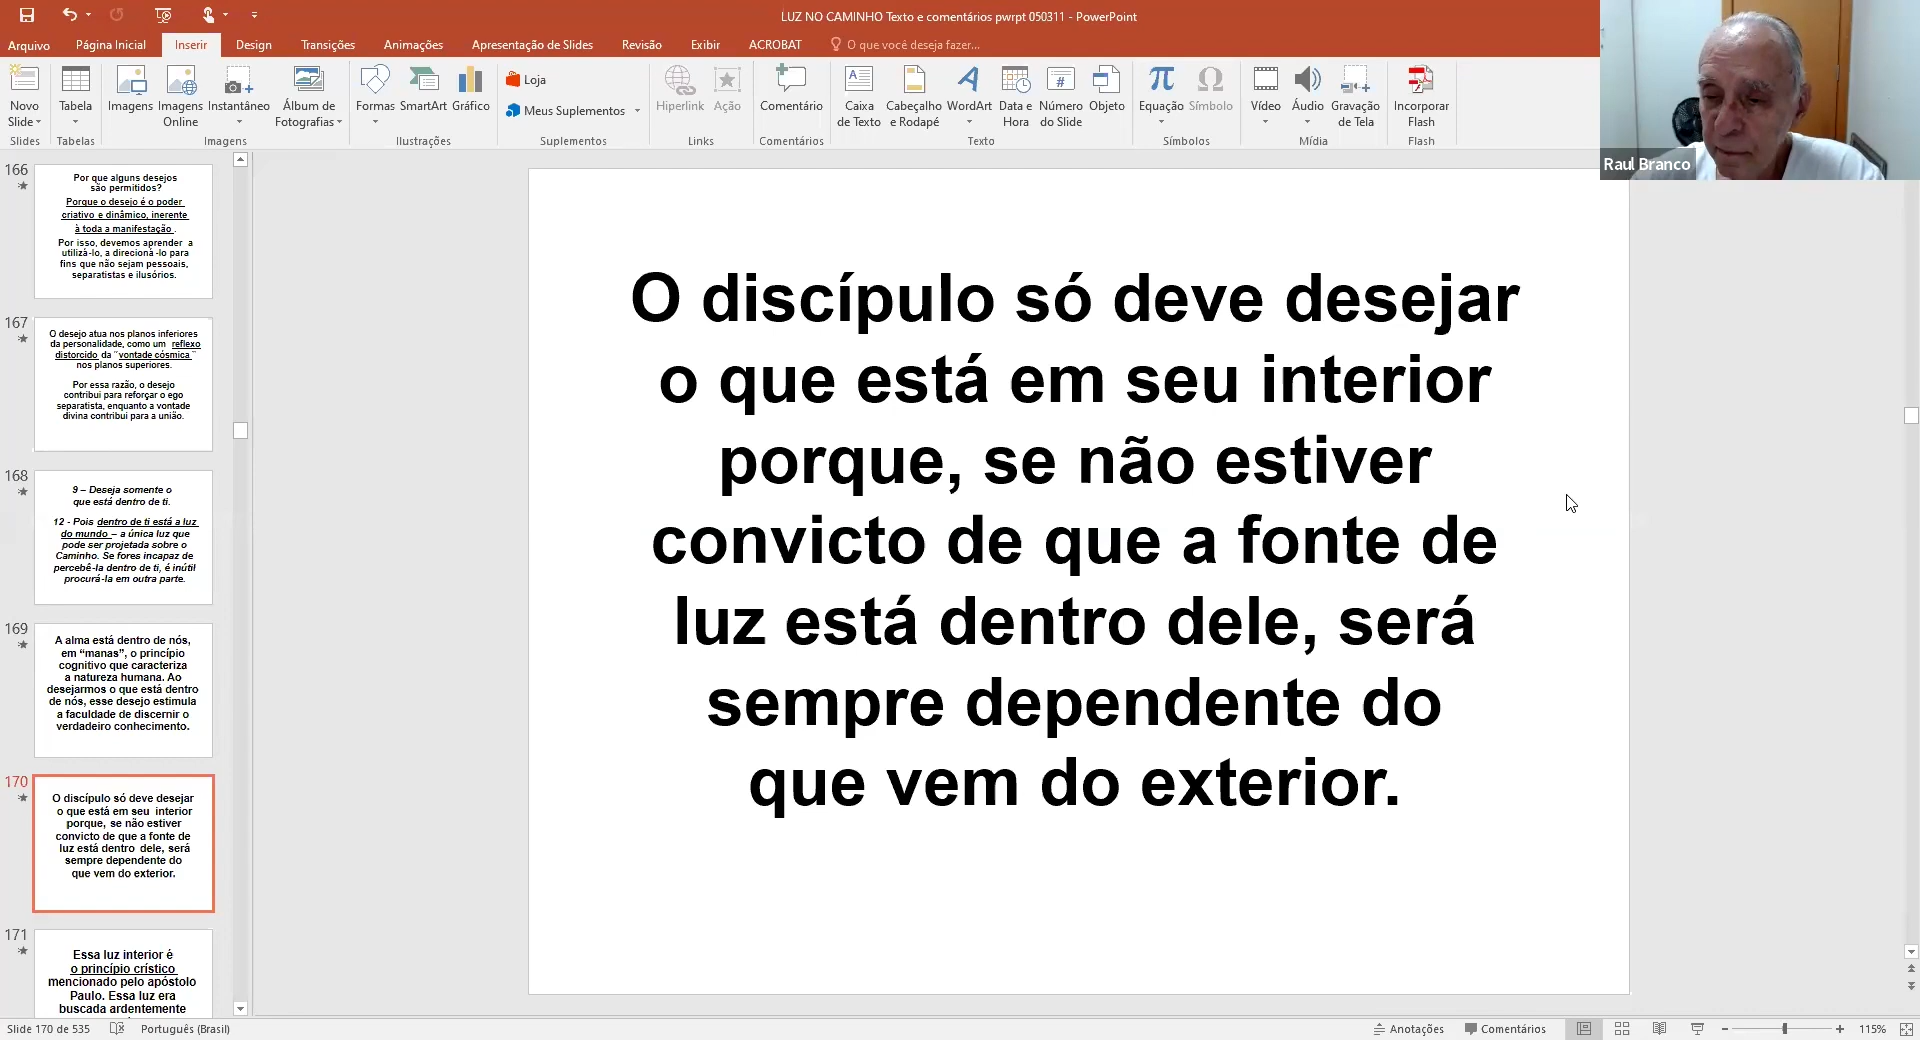 LUZ NO CAMINHO Texto e comentários pwrpt 050311 - PowerPoint
Arquivo Página Inicial Inserir Design Transições Animações Apresentação de Slides Revisão Exibir ACROBAT O que você deseja fazer...
Novo Slide
Tabela
Imagens
Imagens Online
Instantâneo
Álbum de Fotografias
Formas
SmartArt
Gráfico
Loja
Meus Suplementos
Hiperlink
Ação
Comentário
Caixa de Texto
Cabeçalho e Rodapé
WordArt
Data e Hora
Número do Slide
Objeto
Equação
Símbolo
Vídeo
Áudio
Gravação de Tela
Incorporar Flash
Slides Tabelas Imagens Ilustrações Suplementos Links Comentários Texto Símbolos Mídia Flash
Raul Branco
166
Por que alguns desejos
são permitidos?
Porque o desejo é o poder
criativo e dinâmico, inerente
à toda a manifestação .
Por isso, devemos aprender a
utilizá-lo, a direcioná-lo para
fins que não sejam pessoais,
separatistas e ilusórios.
167
O desejo atua nos planos inferiores
da personalidade, como um reflexo
distorcido da "vontade cósmica"
nos planos superiores.
Por essa razão, o desejo
contribui para reforçar o ego
separatista, enquanto a vontade
divina contribui para a união.
168
9 – Deseja somente o
que está dentro de ti.
12 - Pois dentro de ti está a luz
do mundo – a única luz que
pode ser projetada sobre o
Caminho. Se fores incapaz de
percebê-la dentro de ti, é inútil
procurá-la em outra parte.
169
A alma está dentro de nós,
em “manas”, o princípio
cognitivo que caracteriza
a natureza humana. Ao
desejarmos o que está dentro
de nós, esse desejo estimula
a faculdade de discernir o
verdadeiro conhecimento.
170
O discípulo só deve desejar
o que está em seu interior
porque, se não estiver
convicto de que a fonte de
luz está dentro dele, será
sempre dependente do
que vem do exterior.
171
Essa luz interior é
o princípio crístico
mencionado pelo apóstolo
Paulo. Essa luz era
buscada ardentemente
O discípulo só deve desejar
o que está em seu interior
porque, se não estiver
convicto de que a fonte de
luz está dentro dele, será
sempre dependente do
que vem do exterior.
Slide 170 de 535 Português (Brasil) Anotações Comentários 115%